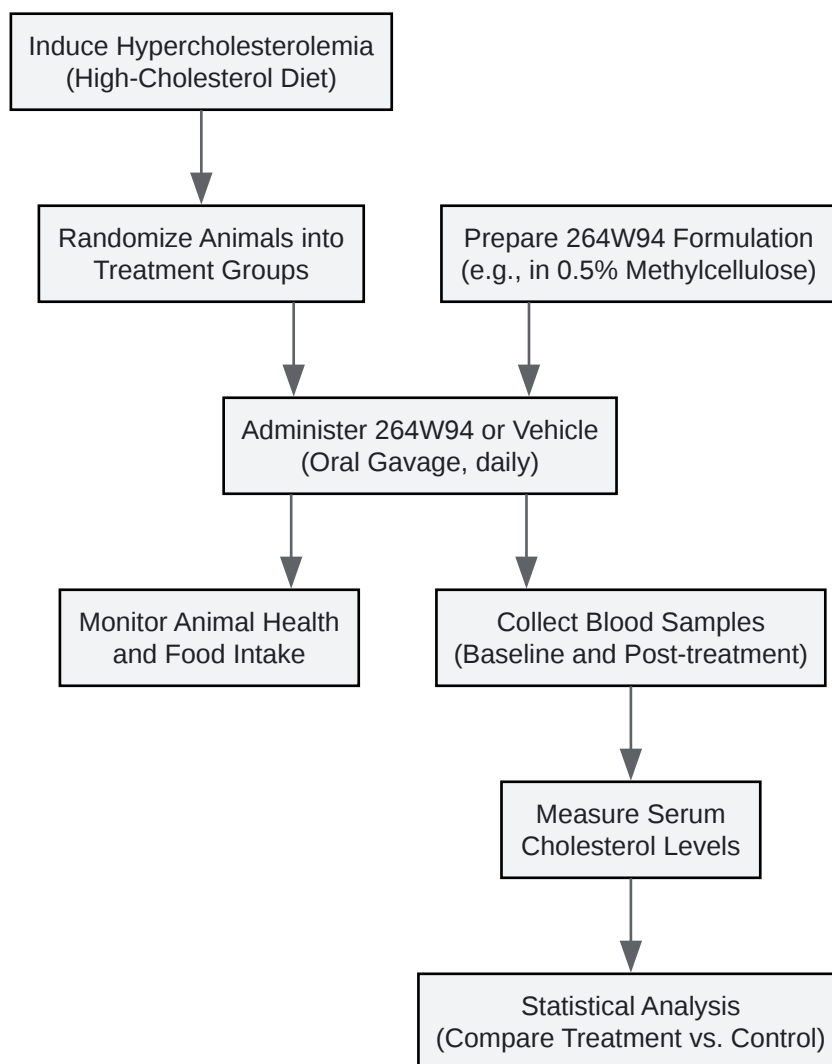 Induce Hypercholesterolemia
(High-Cholesterol Diet)
Randomize Animals into
Treatment Groups
Prepare 264W94 Formulation
(e.g., in 0.5% Methylcellulose)
Administer 264W94 or Vehicle
(Oral Gavage, daily)
Monitor Animal Health
and Food Intake
Collect Blood Samples
(Baseline and Post-treatment)
Measure Serum
Cholesterol Levels
Statistical Analysis
(Compare Treatment vs. Control)